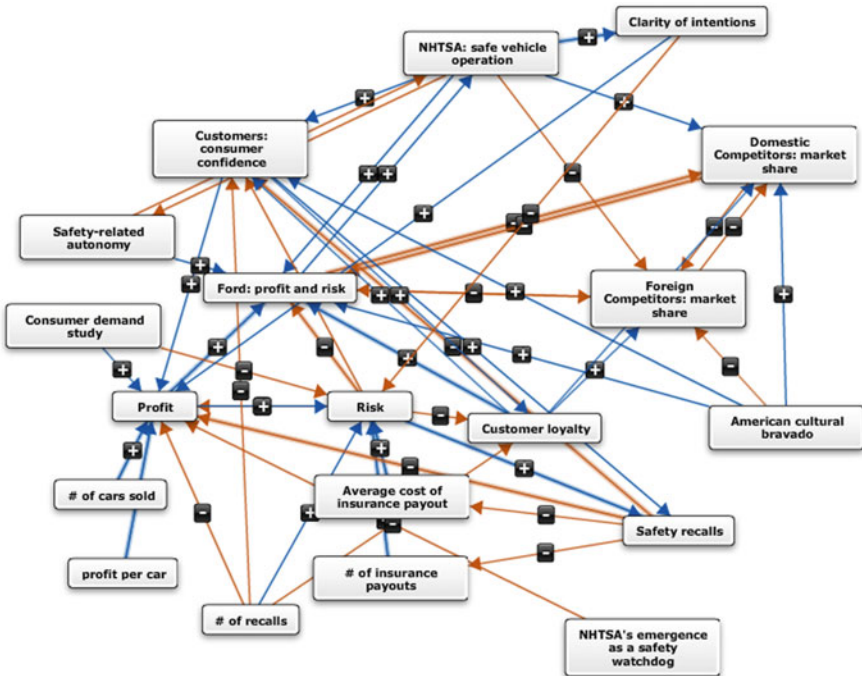 Clarity of intentions
NHTSA: safe vehicle
operation
Customers:
consumer
confidence
Domestic
Competitors: market
share
Safety-related
autonomy
Ford: profit and risk
Foreign
Competitors: market
share
Consumer demand
study
Profit
Risk
Customer loyalty
American cultural
bravado
# of cars sold
Average cost of
insurance payout
Safety recalls
profit per car
# of insurance
payouts
# of recalls
NHTSA's emergence
as a safety
watchdog